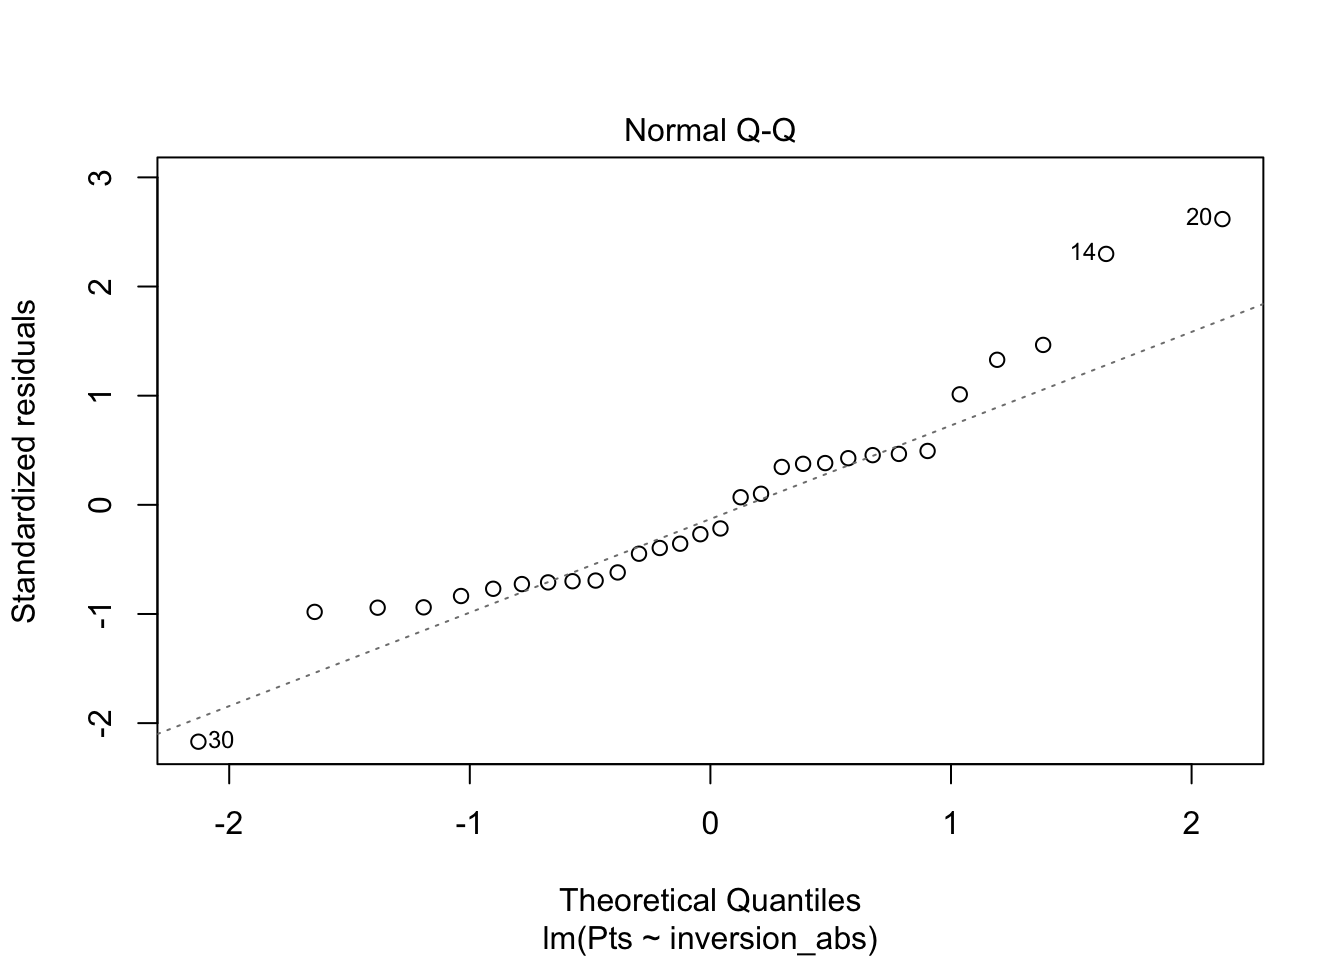 Normal Q-Q
3
2
1
0
-1
-2
Standardized residuals
20
14
30
-2 -1 0 1 2
Theoretical Quantiles
lm(Pts ~ inversion_abs)